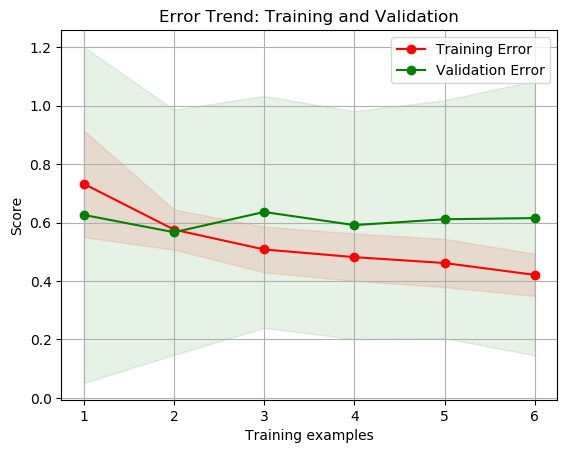 Error Trend: Training and Validation
Training Error
Validation Error
Score
1.2
1.0
0.8
0.6
0.4
0.2
0.0
1 2 3 4 5 6
Training examples